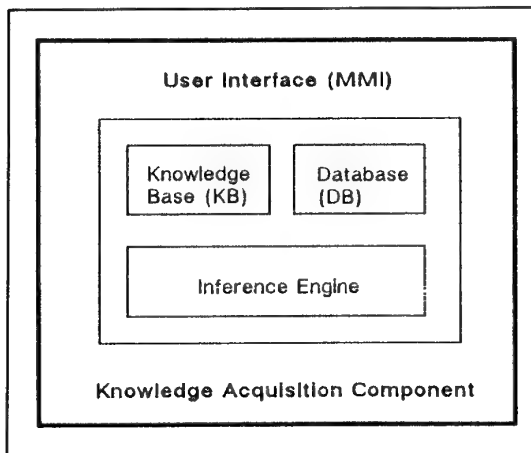 User Interface (MMI)
Knowledge
Base (KB)
Database
(DB)
Inference Engine
Knowledge Acquisition Component